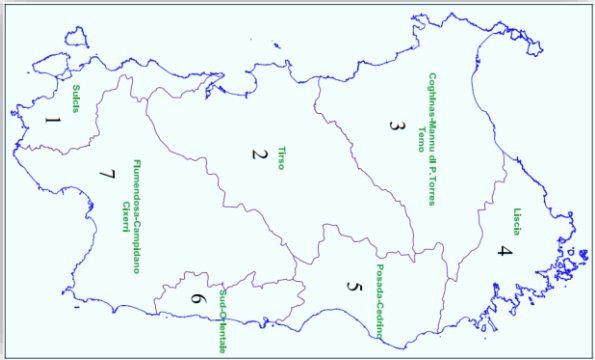 Sulcis
1
Tirso
2
Coghinas-Mannu di P.Torres
Temo
3
Liscia
4
Posada-Cedrino
5
Sud-Orientale
6
Flumendosa-Campidano
Cixerri
7